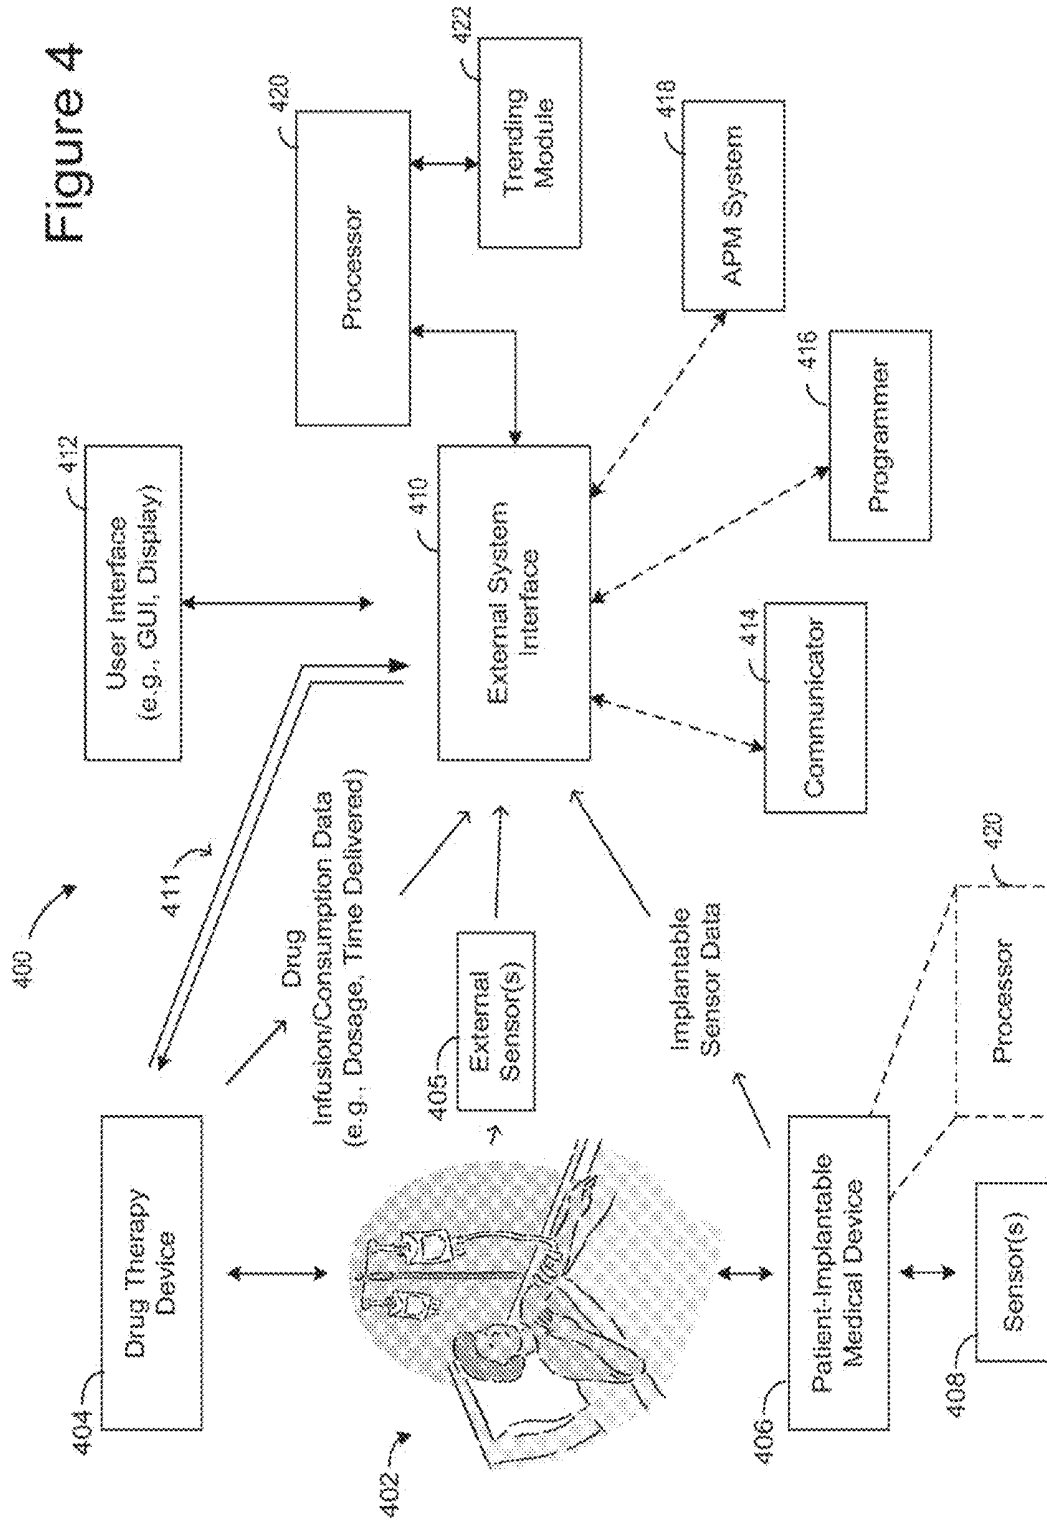 Figure 4
400
404
Drug Therapy
Device
411
412
User Interface
(e.g., GUI, Display)
420
Processor
422
Trending
Module
Drug
Infusion/Consumption Data
(e.g., Dosage, Time Delivered)
402
405
External
Sensor(s)
410
External System
Interface
418
APM System
416
Programmer
414
Communicator
Implantable
Sensor Data
406
Patient-Implantable
Medical Device
408
Sensor(s)
420
Processor